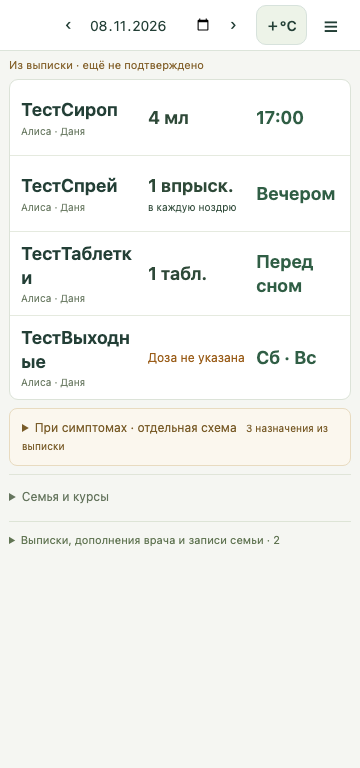 ‹ 08.11.2026 › +°C ≡
Из выписки · ещё не подтверждено
ТестСироп 4 мл 17:00
Алиса · Даня
ТестСпрей 1 впрыск. Вечером
Алиса · Даня в каждую ноздрю
ТестТаблетк
и
1 табл.
Перед
сном
Алиса · Даня
ТестВыходн
ые
Доза не указана Сб · Вс
Алиса · Даня
▶ При симптомах · отдельная схема 3 назначения из
выписки
▶ Семья и курсы
▶ Выписки, дополнения врача и записи семьи · 2